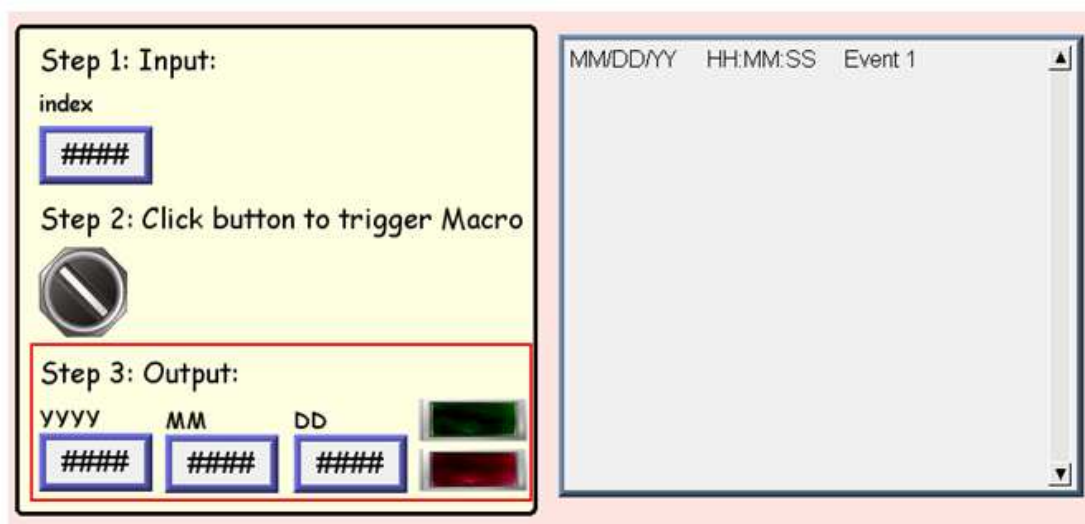 Step 1: Input:
index
####
Step 2: Click button to trigger Macro
Step 3: Output:
YYYY MM DD
#### #### ####
MM/DD/YY HH:MM:SS Event 1